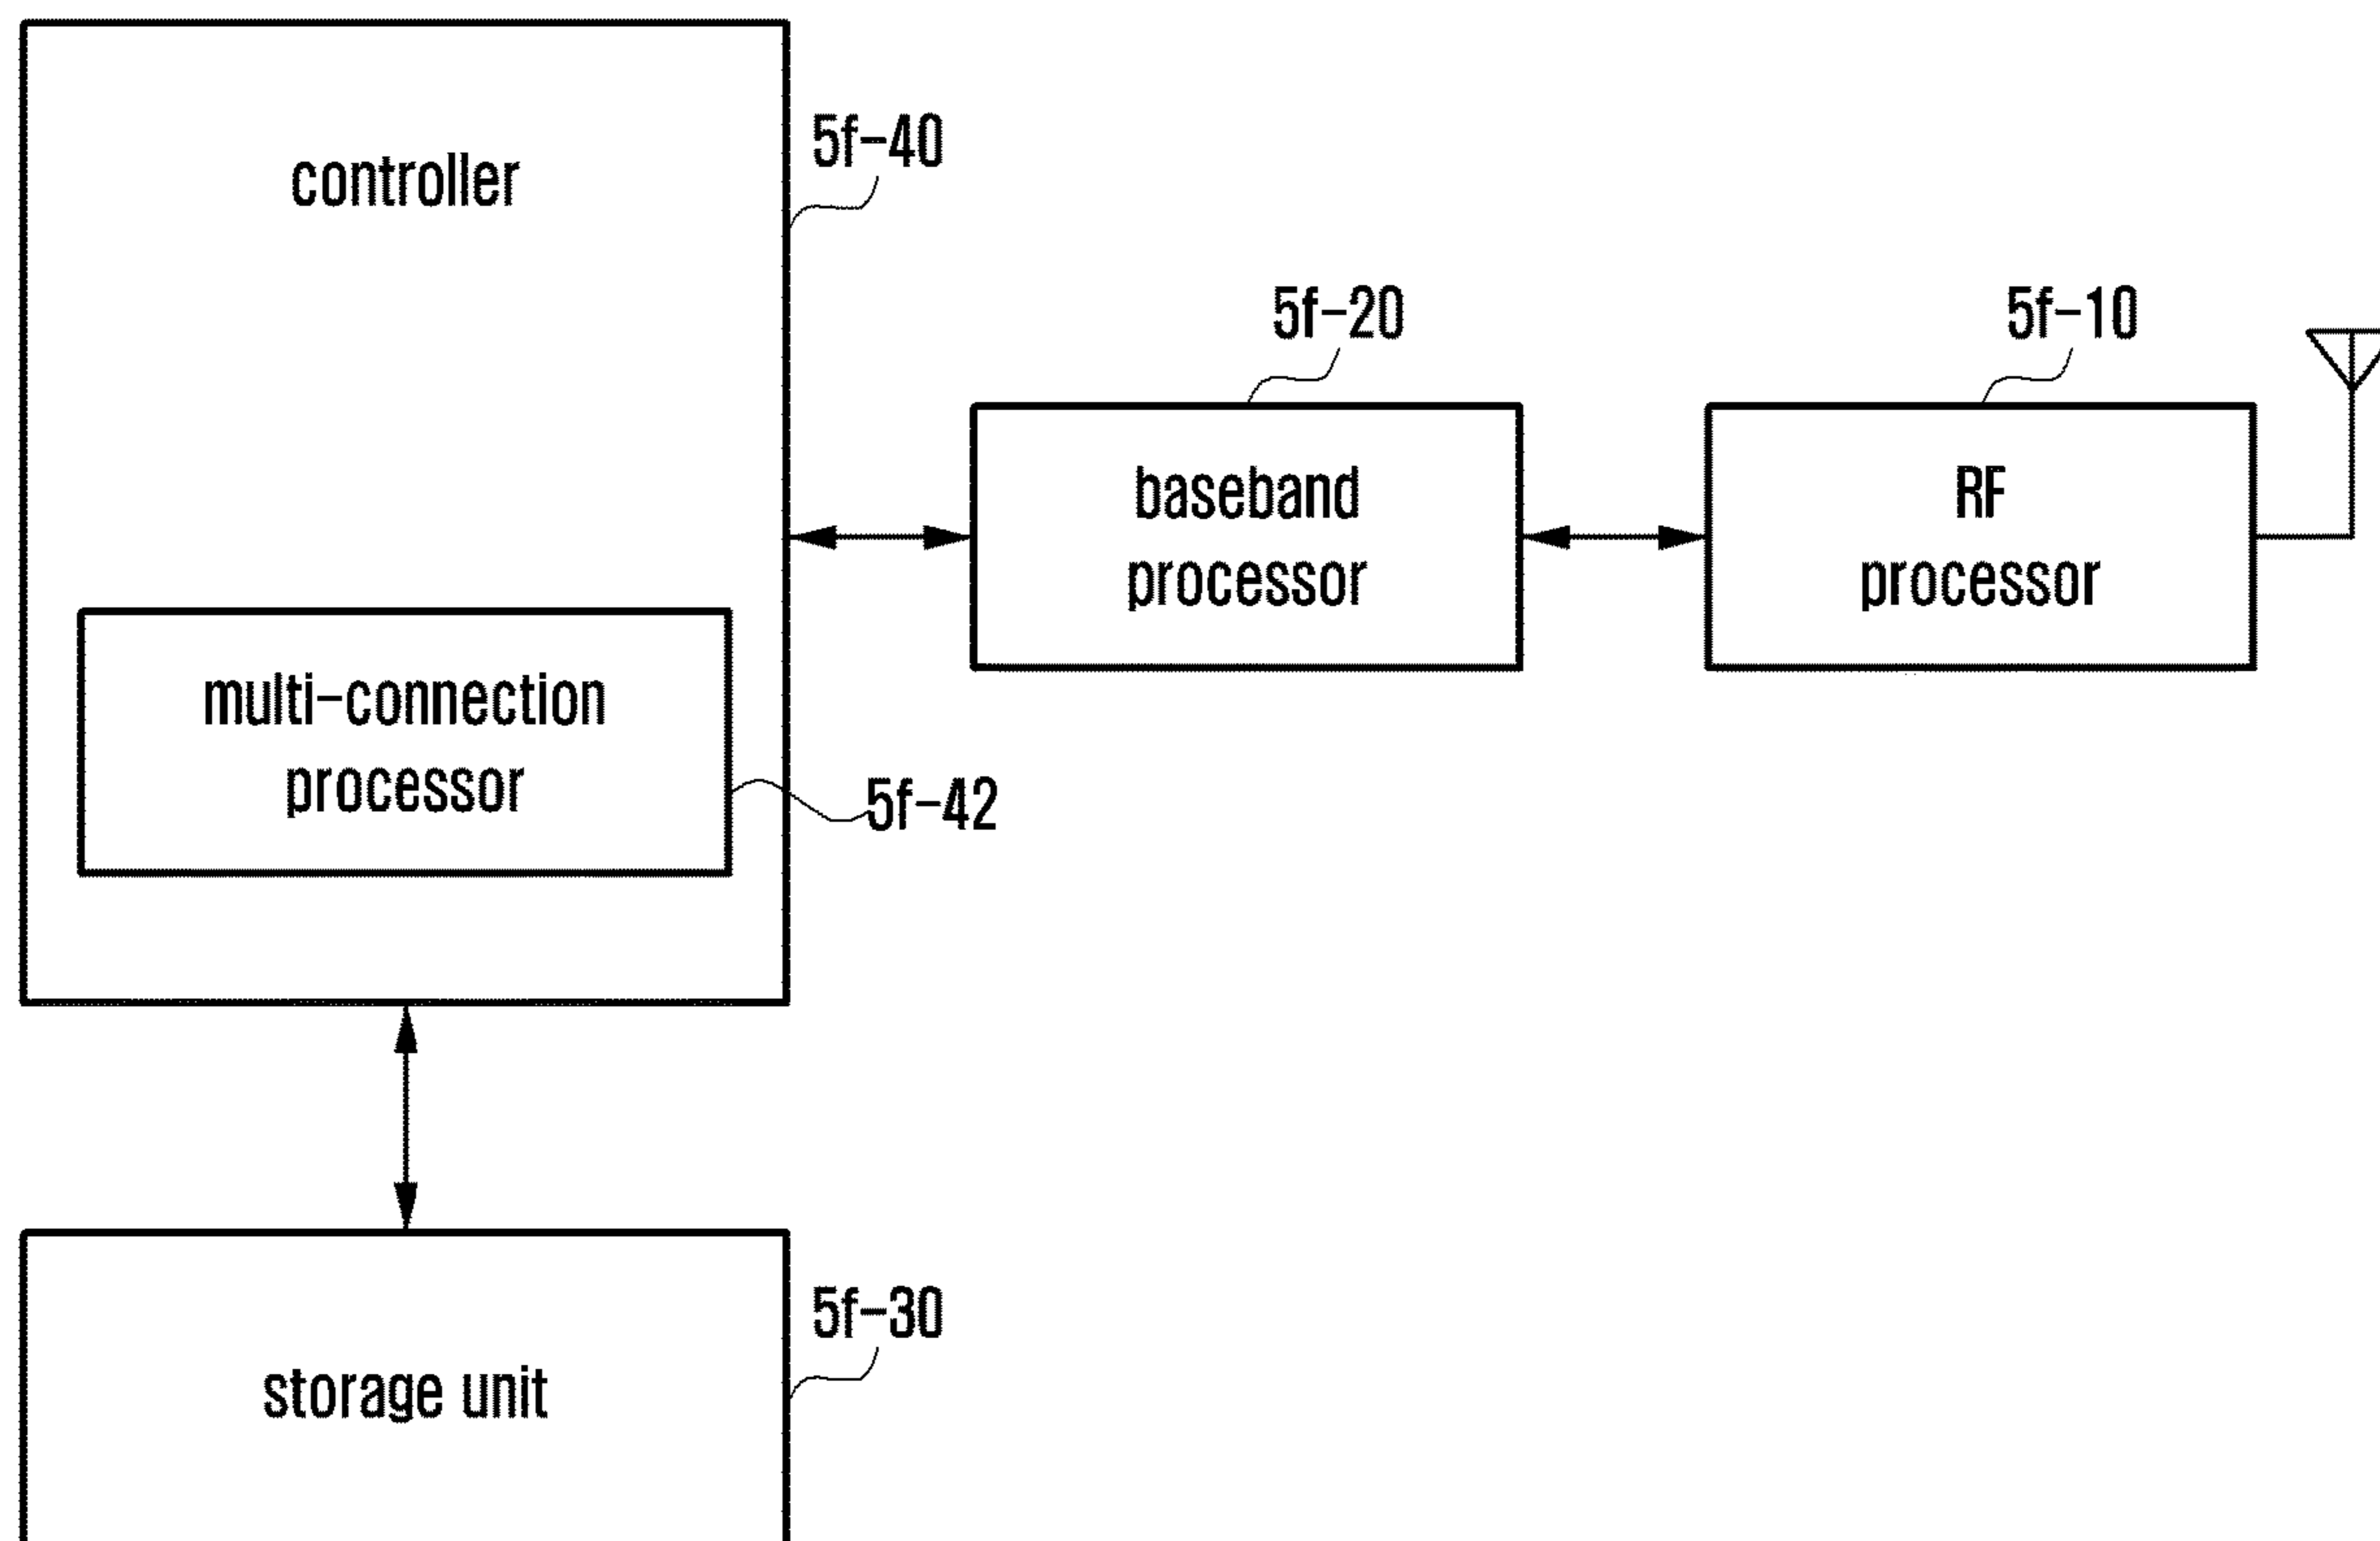 controller
5f-40
5f-20
5f-10
baseband
processor
RF
processor
multi-connection
processor
5f-42
5f-30
storage unit